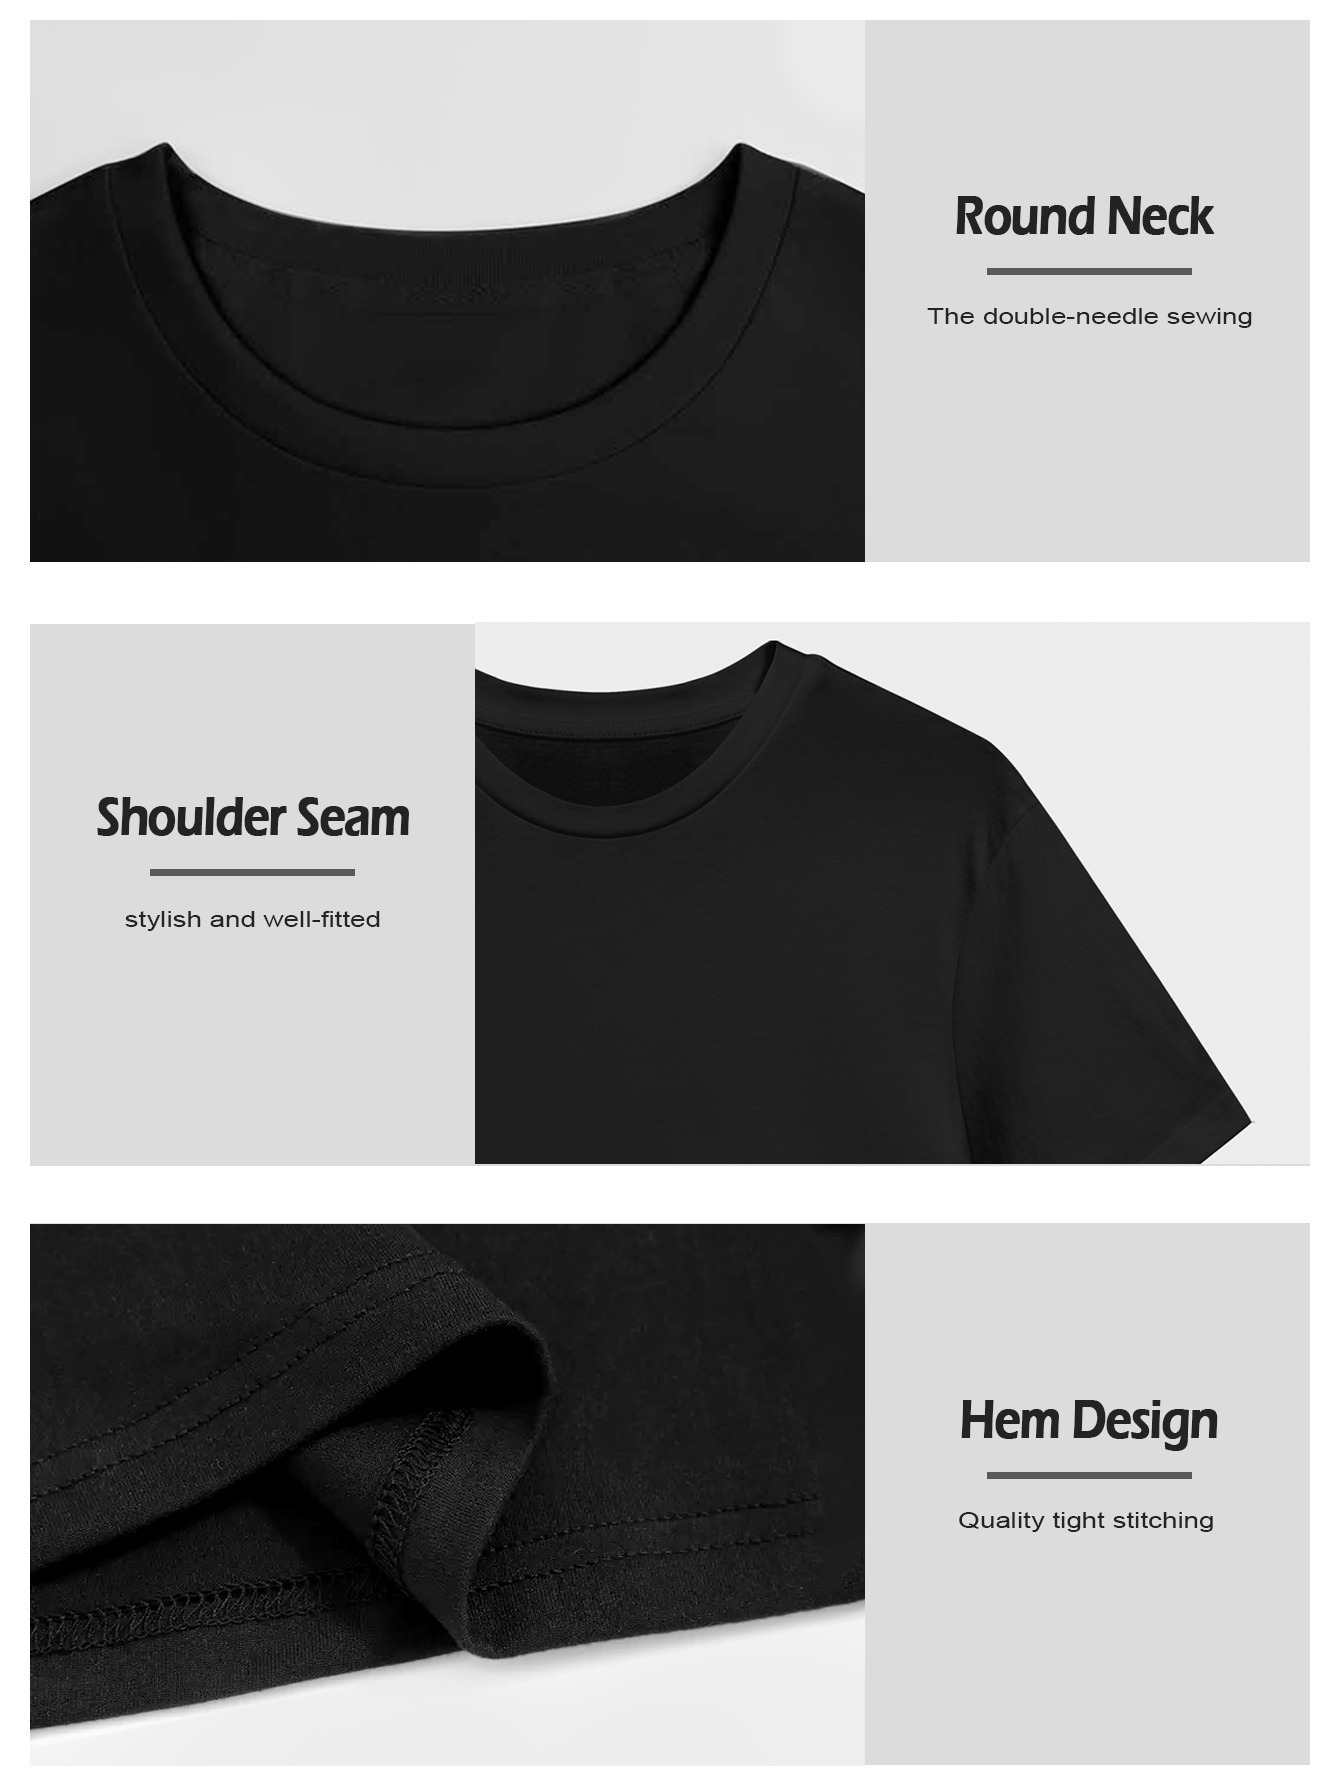 Round Neck
The double-needle sewing
Shoulder Seam
stylish and well-fitted
Hem Design
Quality tight stitching